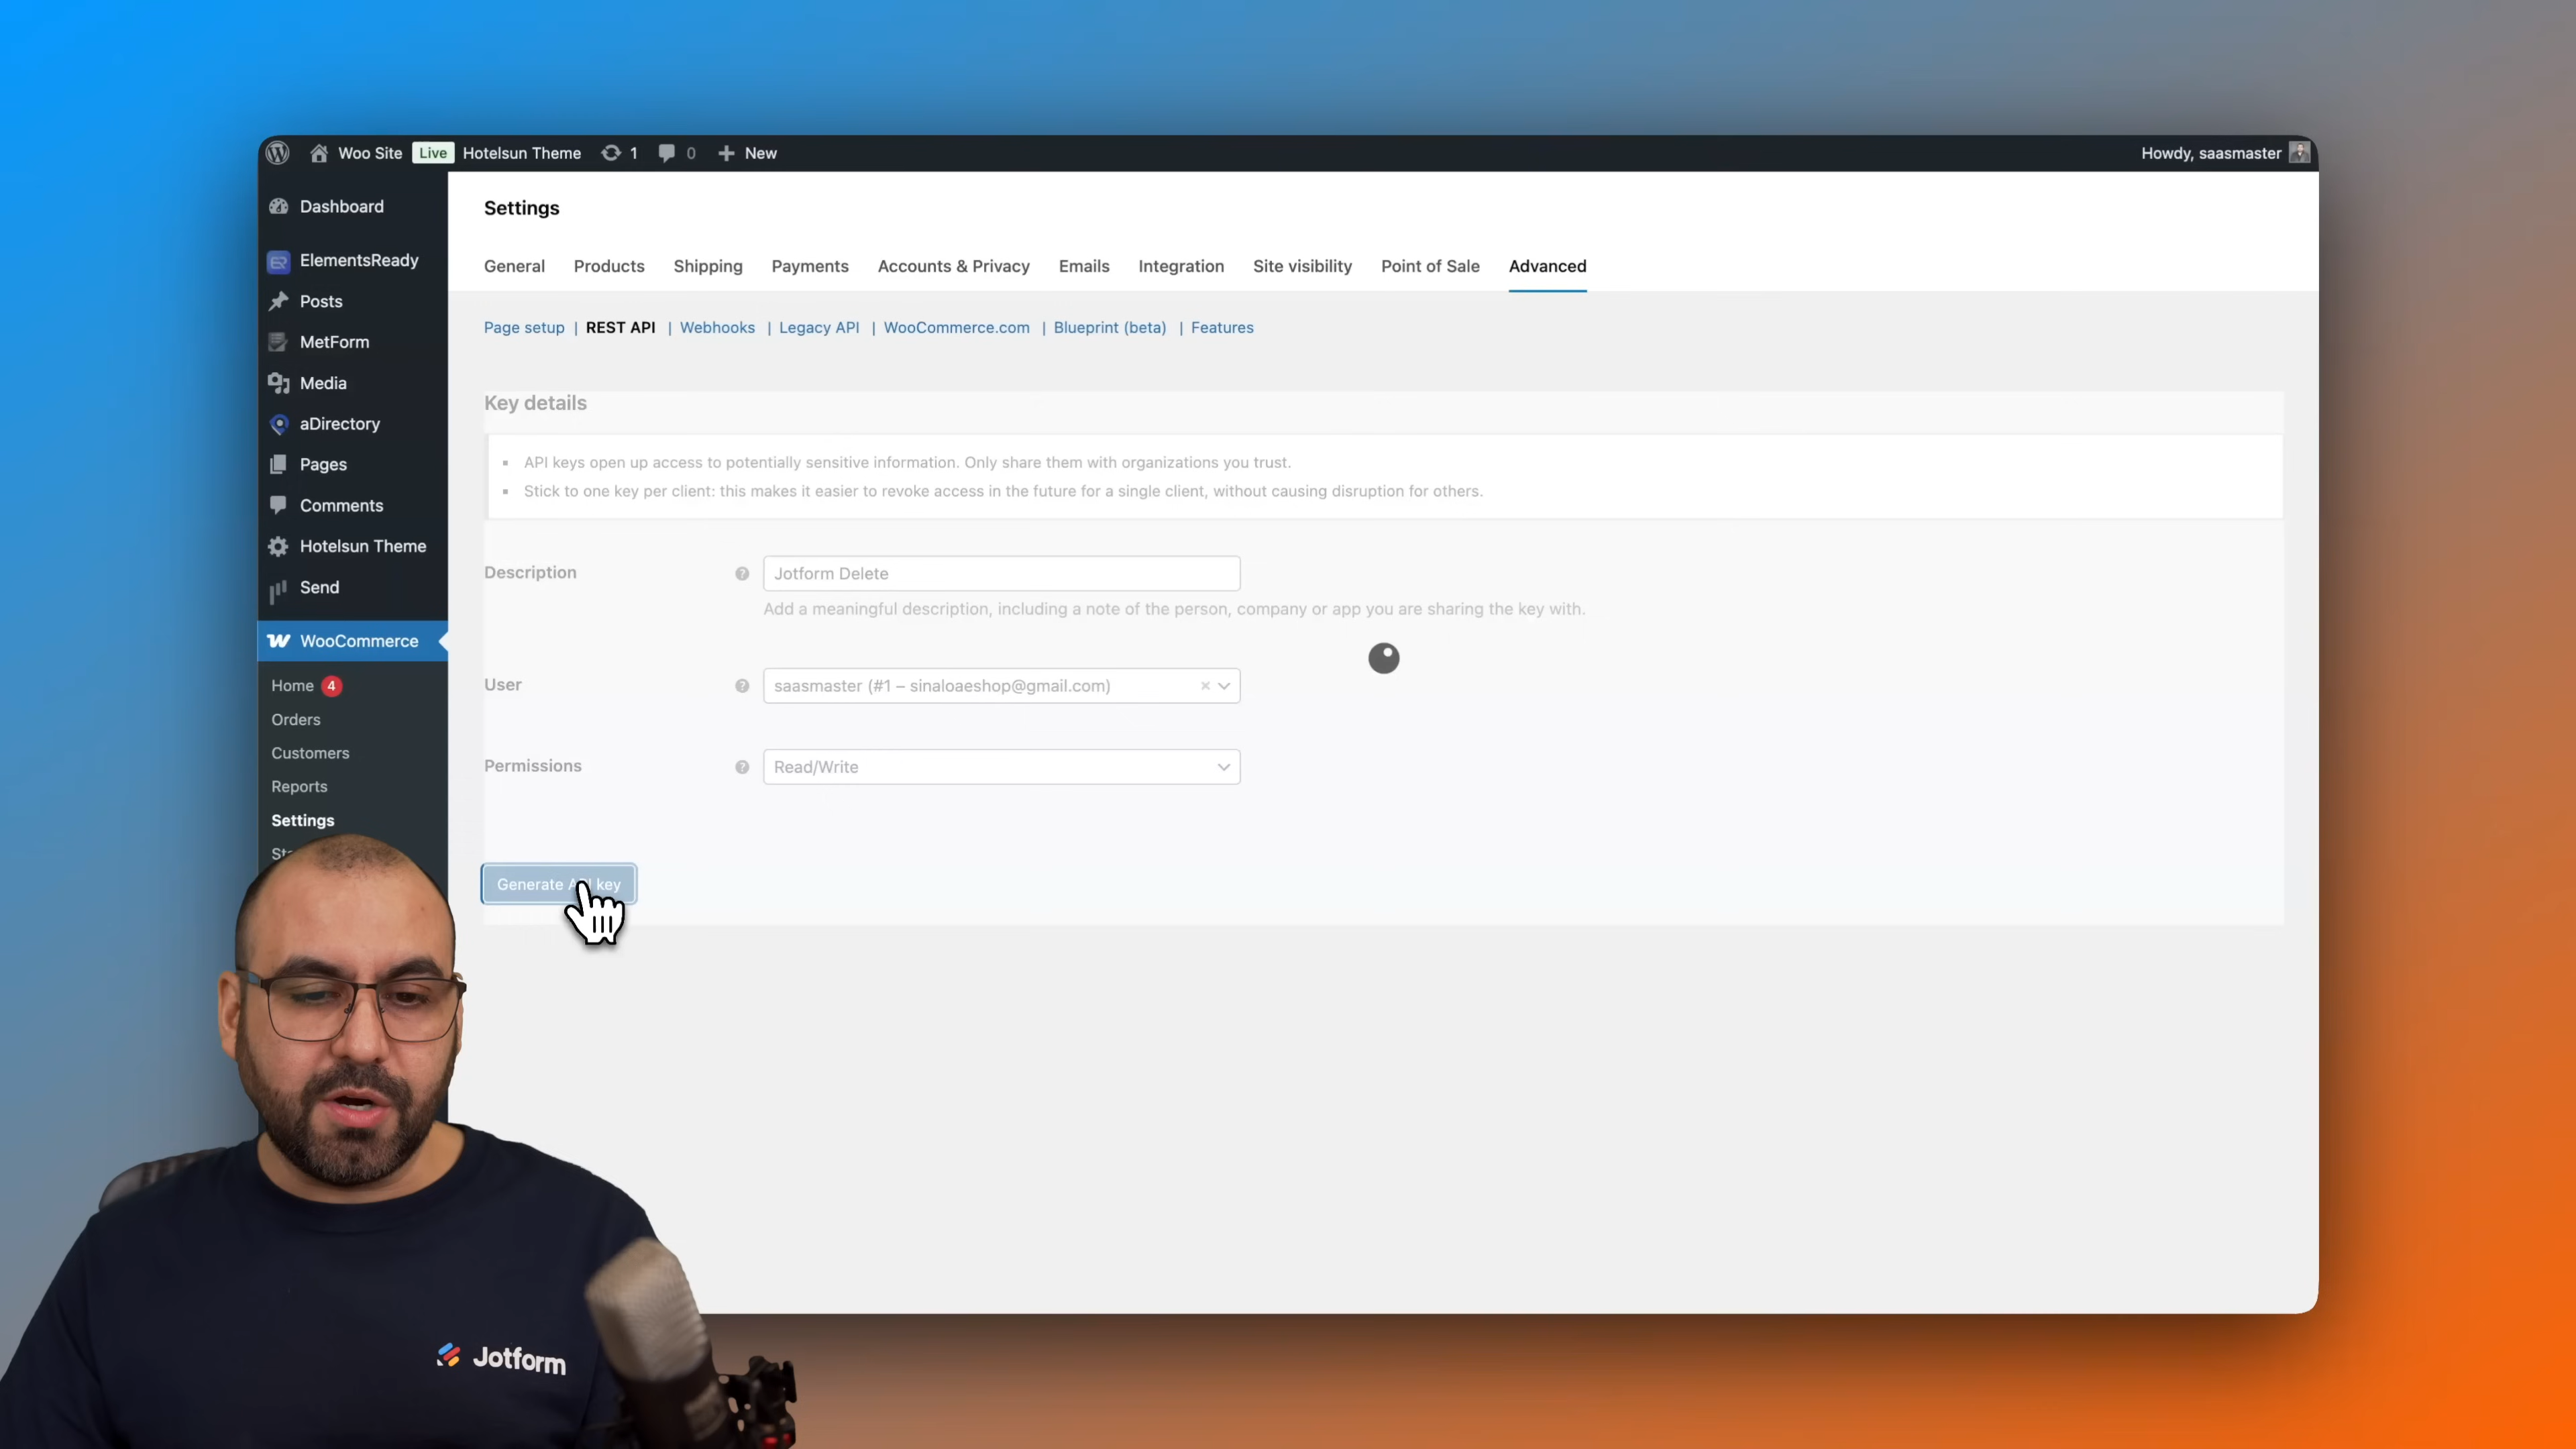 Woo Site Live Hotelsun Theme 1 0 New Howdy, saasmaster
Dashboard
ElementsReady
Posts
MetForm
Media
aDirectory
Pages
Comments
Hotelsun Theme
Send
WooCommerce
Home 4
Orders
Customers
Reports
Settings
Settings
General Products Shipping Payments Accounts & Privacy Emails Integration Site visibility Point of Sale Advanced
Page setup | REST API | Webhooks | Legacy API | WooCommerce.com | Blueprint (beta) | Features
Key details
▪ API keys open up access to potentially sensitive information. Only share them with organizations you trust.
▪ Stick to one key per client: this makes it easier to revoke access in the future for a single client, without causing disruption for others.
Description ? Jotform Delete
Add a meaningful description, including a note of the person, company or app you are sharing the key with.
User ? saasmaster (#1 – sinaloaeshop@gmail.com) ×
Permissions ? Read/Write
Generate API key
Jotform